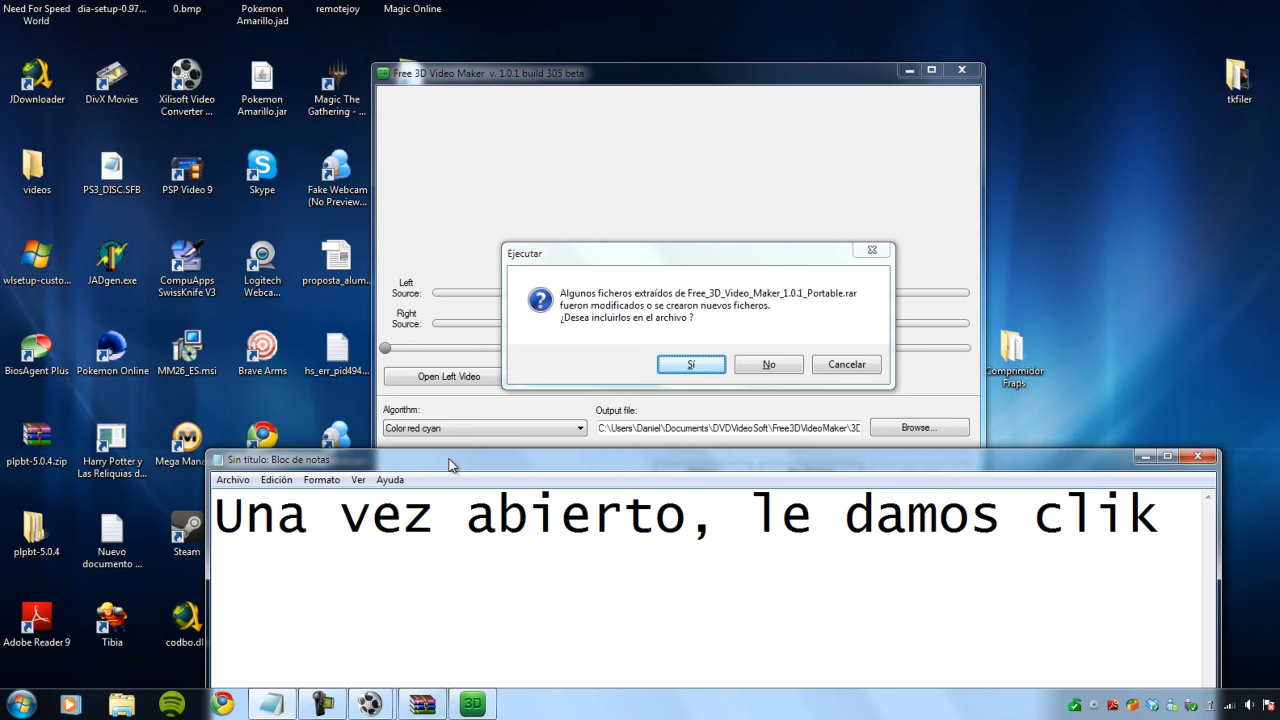 Need For Speed World
dia-setup-0.97...
0.bmp
Pokemon Amarillo.jad
remotejoy
Magic Online
JDownloader
DivX Movies
Xilisoft Video Converter ...
Pokemon Amarillo.jar
Magic The Gathering - ...
tkfiler
videos
PS3_DISC.SFB
PSP Video 9
Skype
Fake Webcam (No Preview...
wlsetup-custo...
JADgen.exe
CompuApps SwissKnife V3
Logitech Webca...
proposta_alum...
BiosAgent Plus
Pokemon Online
MM26_ES.msi
Brave Arms
hs_err_pid494...
Comprimidor Fraps
plpbt-5.0.4.zip
Harry Potter y Las Reliquias d...
Mega Mana
plpbt-5.0.4
Nuevo documento ...
Steam
Adobe Reader 9
Tibia
codbo.dl
Free 3D Video Maker v. 1.0.1 build 305 beta
Left Source:
Right Source:
Open Left Video
Algorithm:
Color red cyan
Output file:
C:\Users\Daniel\Documents\DVDVideoSoft\Free3DVideoMaker\3D
Browse...
Ejecutar
Algunos ficheros extraídos de Free_3D_Video_Maker_1.0.1_Portable.rar
fueron modificados o se crearon nuevos ficheros.
¿Desea incluirlos en el archivo ?
Sí
No
Cancelar
Sin título: Bloc de notas
Archivo Edición Formato Ver Ayuda
Una vez abierto, le damos clik
3D